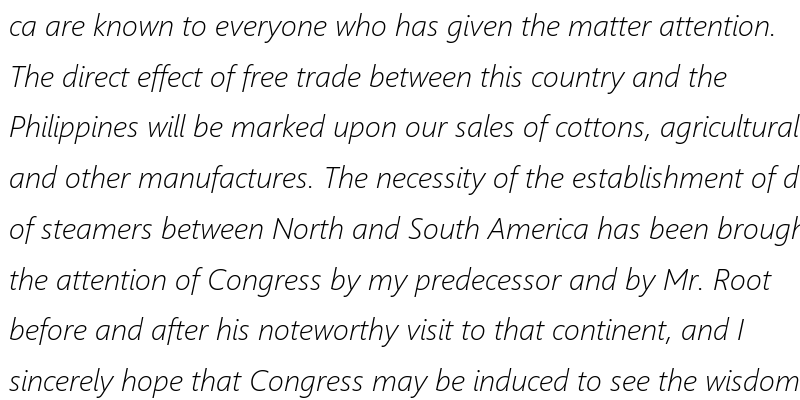 ca are known to everyone who has given the matter attention.
The direct effect of free trade between this country and the
Philippines will be marked upon our sales of cottons, agricultural
and other manufactures. The necessity of the establishment of d
of steamers between North and South America has been brough
the attention of Congress by my predecessor and by Mr. Root
before and after his noteworthy visit to that continent, and I
sincerely hope that Congress may be induced to see the wisdom